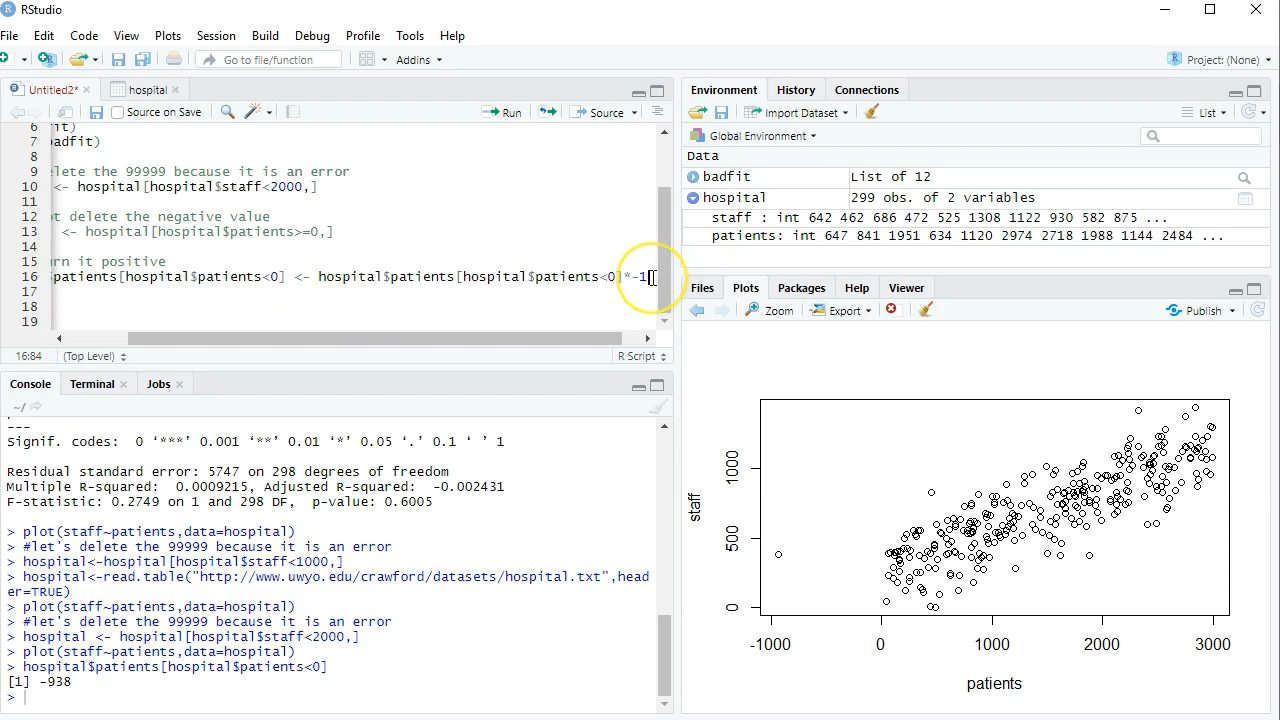 RStudio
File Edit Code View Plots Session Build Debug Profile Tools Help
Go to file/function Addins Project: (None)
Untitled2* hospital
Source on Save Run Source
6 it)
7 badfit)
8
9 lete the 99999 because it is an error
10 <- hospital[hospital$staff<2000,]
11
12 ot delete the negative value
13 <- hospital[hospital$patients>=0,]
14
15 urn it positive
16 $patients[hospital$patients<0] <- hospital$patients[hospital$patients<0]*-1
17
18
19
16:84 (Top Level) R Script
Console Terminal Jobs
~/
---
Signif. codes:  0 ‘***’ 0.001 ‘**’ 0.01 ‘*’ 0.05 ‘.’ 0.1 ‘ ’ 1
Residual standard error: 5747 on 298 degrees of freedom
Multiple R-squared:  0.0009215, Adjusted R-squared:  -0.002431
F-statistic: 0.2749 on 1 and 298 DF,  p-value: 0.6005
> plot(staff~patients,data=hospital)
> #let's delete the 99999 because it is an error
> hospital<-hospital[hospital$staff<1000,]
> hospital<-read.table("http://www.uwyo.edu/crawford/datasets/hospital.txt",head
er=TRUE)
> plot(staff~patients,data=hospital)
> #let's delete the 99999 because it is an error
> hospital <- hospital[hospital$staff<2000,]
> plot(staff~patients,data=hospital)
> hospital$patients[hospital$patients<0]
[1] -938
>
Environment History Connections
Import Dataset List
Global Environment
Data
badfit List of 12
hospital 299 obs. of 2 variables
staff : int 642 462 686 472 525 1308 1122 930 582 875 ...
patients: int 647 841 1951 634 1120 2974 2718 1988 1144 2484 ...
Files Plots Packages Help Viewer
Zoom Export Publish
staff
1000
500
0
-1000 0 1000 2000 3000
patients